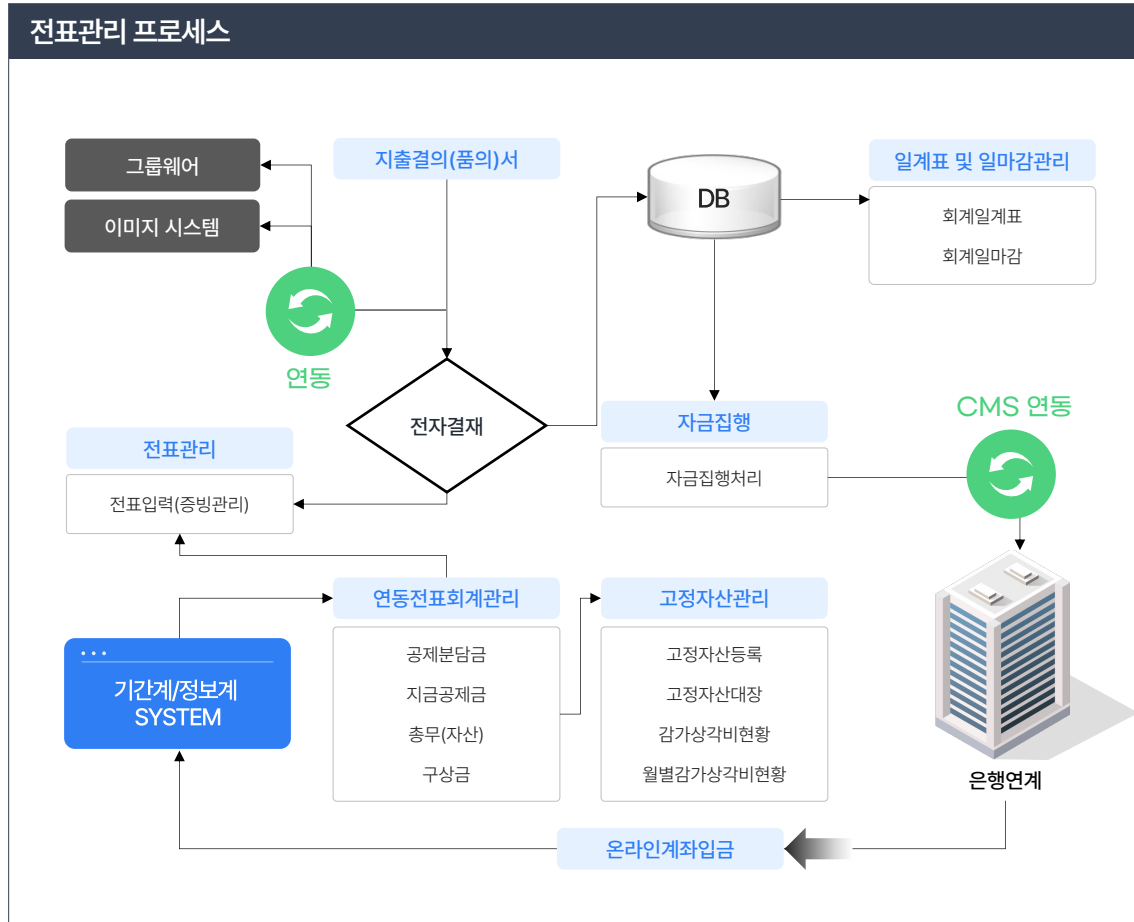 전표관리 프로세스
그룹웨어
이미지 시스템
연동
지출결의(품의)서
DB
일계표 및 일마감관리
회계일계표
회계일마감
전자결재
자금집행
자금집행처리
CMS 연동
전표관리
전표입력(증빙관리)
기간계/정보계
SYSTEM
연동전표회계관리
공제분담금
지금공제금
총무(자산)
구상금
고정자산관리
고정자산등록
고정자산대장
감가상각비현황
월별감가상각비현황
은행연계
온라인계좌입금